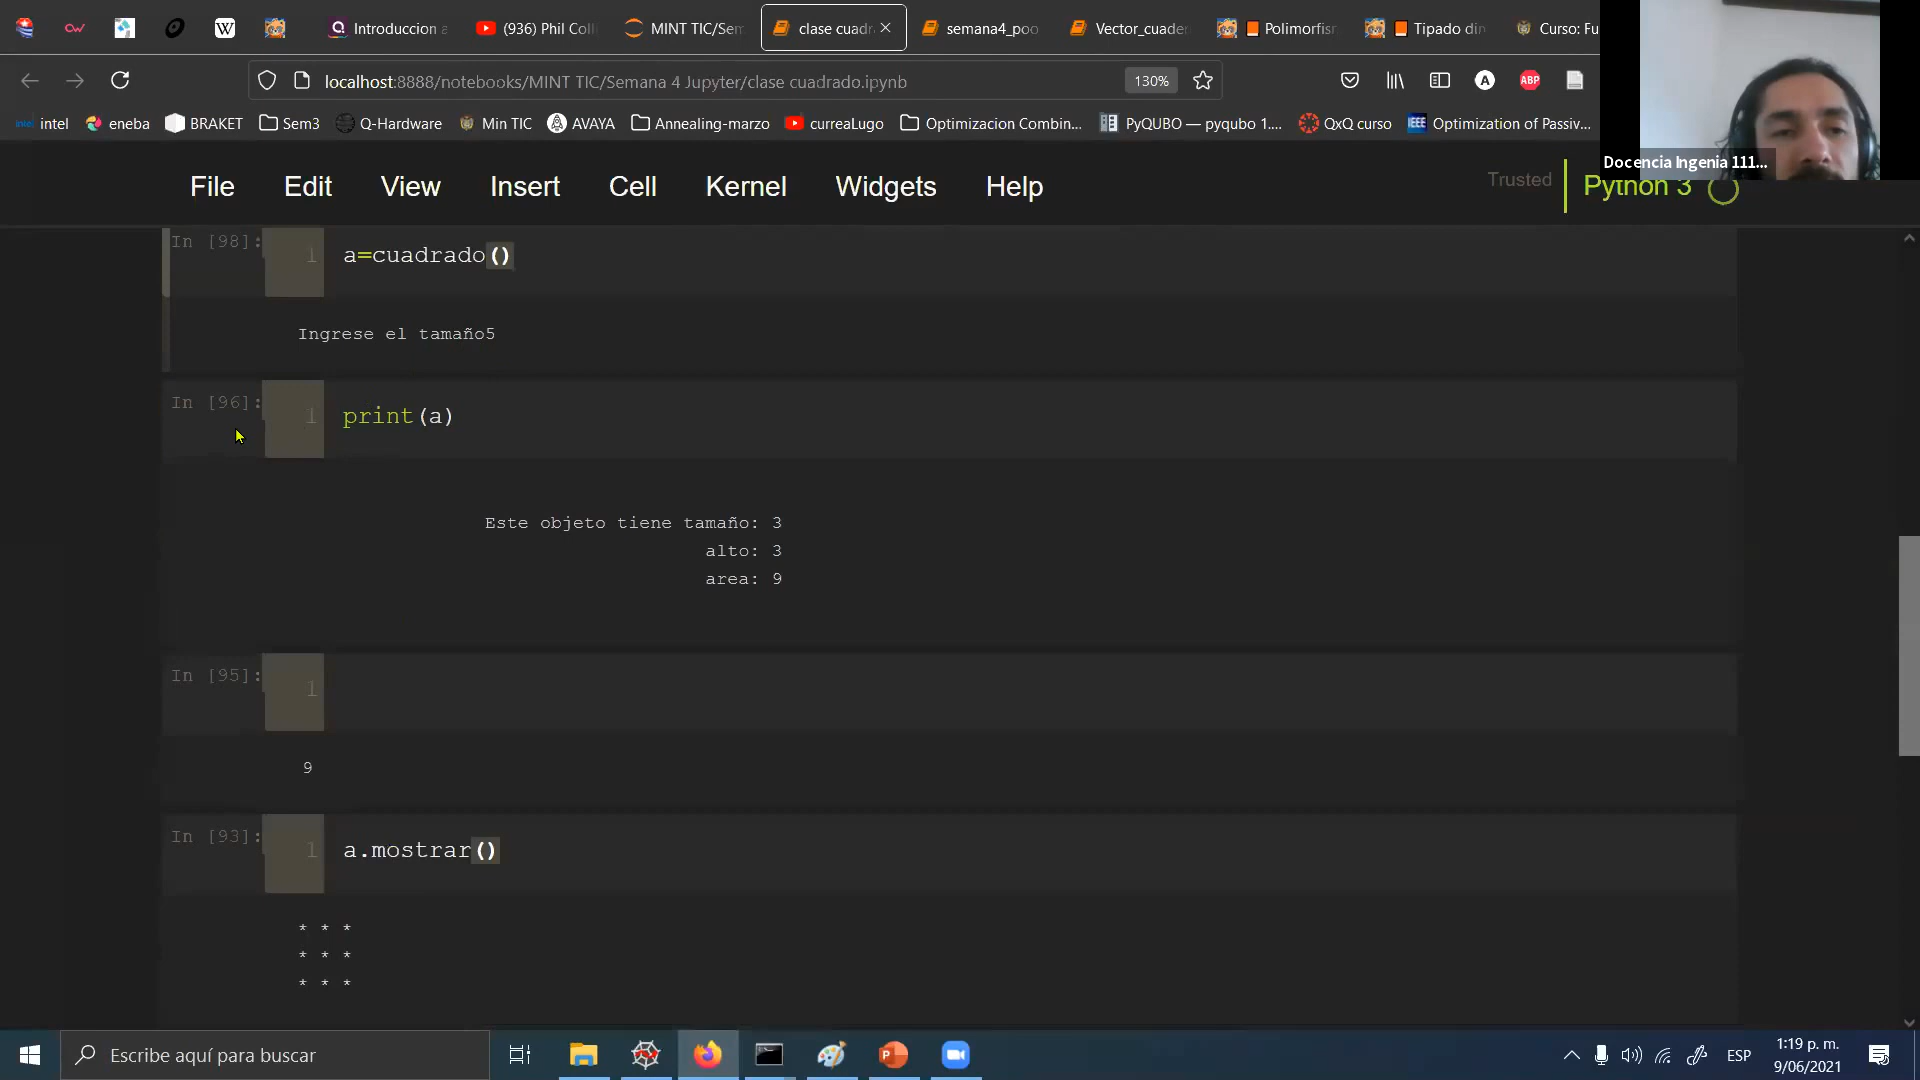 Introduccion a
(936) Phil Coll
MINT TIC/Sem
clase cuadr
semana4_poo
Vector_cuade
Polimorfism
Tipado din
Curso: Fu
localhost:8888/notebooks/MINT TIC/Semana 4 Jupyter/clase cuadrado.ipynb
130%
A
ABP
intel
eneba
BRAKET
Sem3
Q-Hardware
Min TIC
AVAYA
Annealing-marzo
curreaLugo
Optimizacion Combin...
PyQUBO — pyqubo 1....
QxQ curso
IEEE
Optimization of Passiv...
Docencia Ingenia 111...
File
Edit
View
Insert
Cell
Kernel
Widgets
Help
Trusted
Python 3
In [98]:
1 a=cuadrado()
Ingrese el tamaño5
In [96]:
1 print(a)
Este objeto tiene tamaño: 3
alto: 3
area: 9
In [95]:
1
9
In [93]:
1 a.mostrar()
* * *
* * *
* * *
Escribe aquí para buscar
ESP
1:19 p. m.
9/06/2021